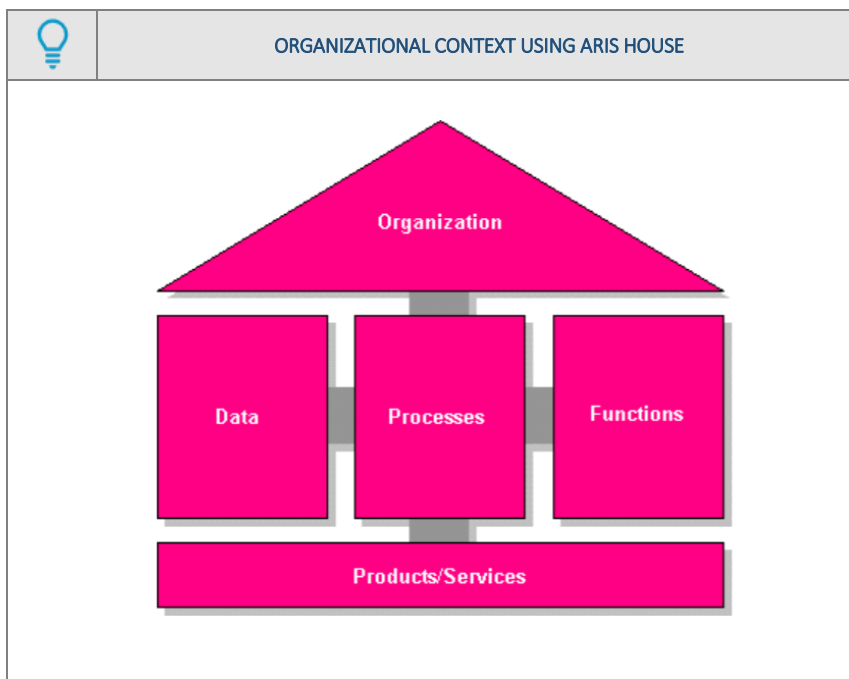 ORGANIZATIONAL CONTEXT USING ARIS HOUSE
Organization
Data
Processes
Functions
Products/Services